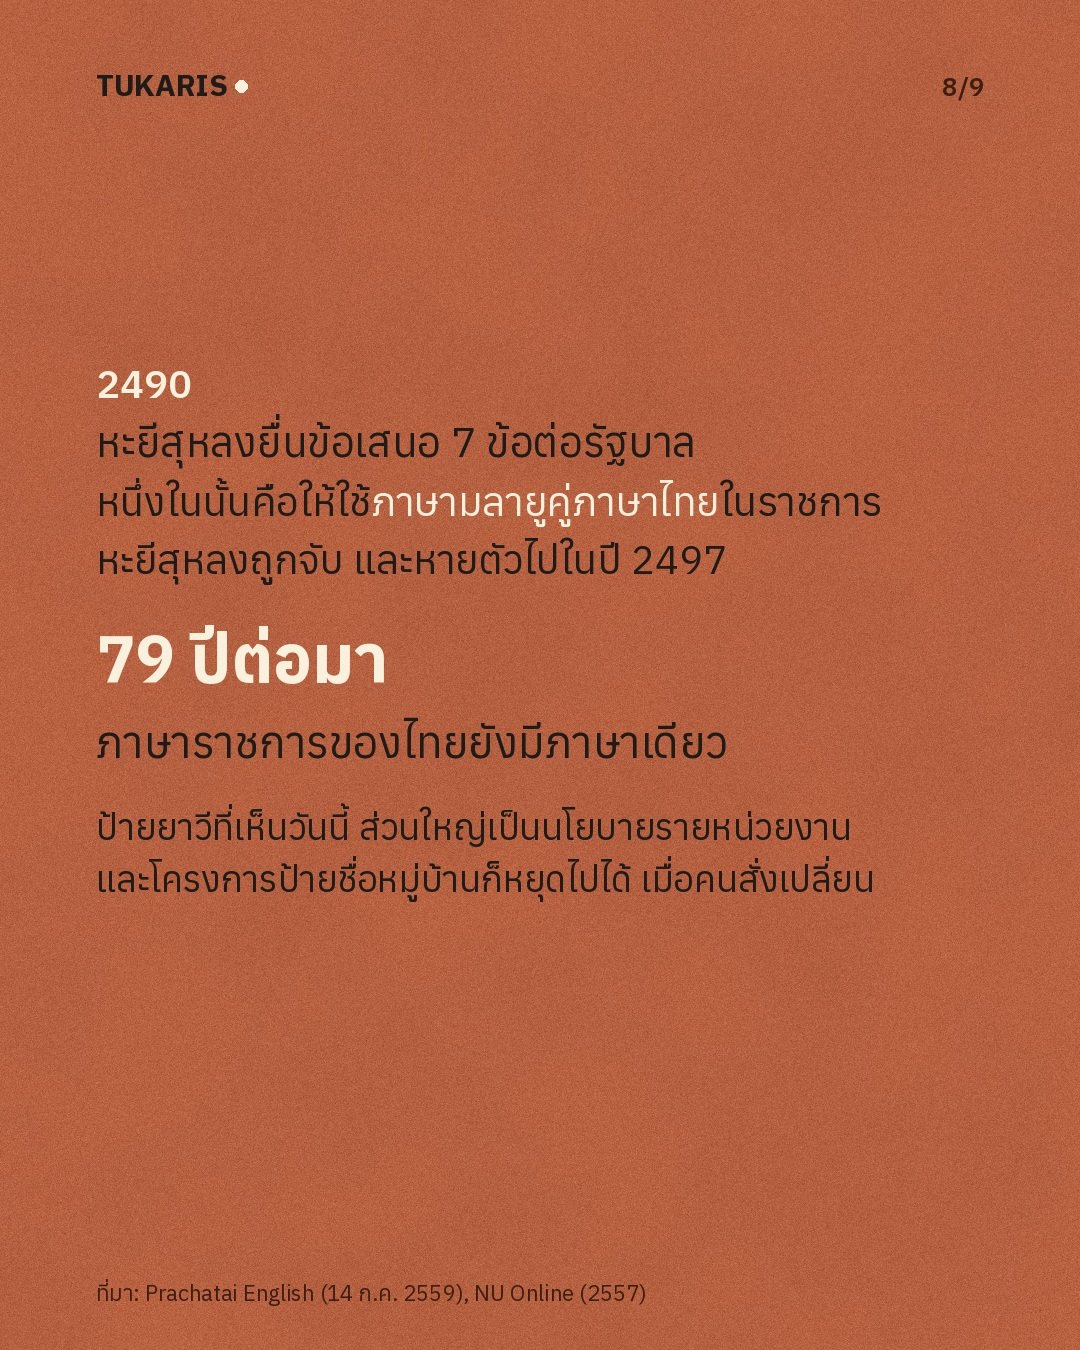 TUKARIS
8/9
2490
หะยีสุหลงยื่นข้อเสนอ 7 ข้อต่อรัฐบาล
หนึ่งในนั้นคือให้ใช้ภาษามลายูคู่ภาษาไทยในราชการ
หะยีสุหลงถูกจับ และหายตัวไปในปี 2497
79 ปีต่อมา
ภาษาราชการของไทยยังมีภาษาเดียว
ป้ายยาวีที่เห็นวันนี้ ส่วนใหญ่เป็นนโยบายรายหน่วยงาน
และโครงการป้ายชื่อหมู่บ้านก็หยุดไปได้ เมื่อคนสั่งเปลี่ยน
ที่มา: Prachatai English (14 ก.ค. 2559), NU Online (2557)